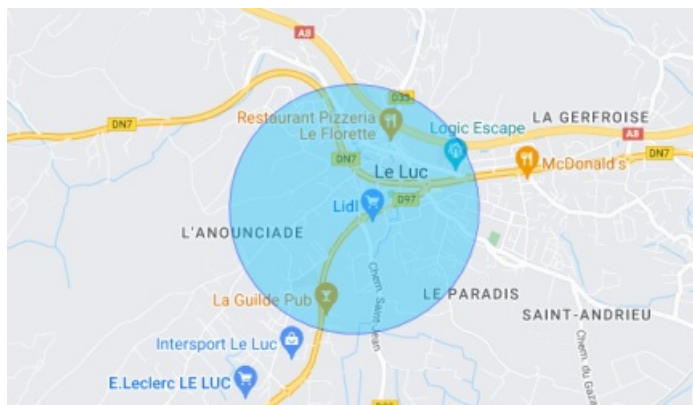 A8
D33
Restaurant Pizzeria
Le Florette
LA GERFROISE
DN7
Logic Escape
A8
DN7
DN7
Le Luc
McDonald's
Lidl
D97
L'ANOUNCIADE
Chem. Saint-Jean
La Guilde Pub
LE PARADIS
SAINT-ANDRIEU
Intersport Le Luc
Chem. du Gaza
E.Leclerc LE LUC